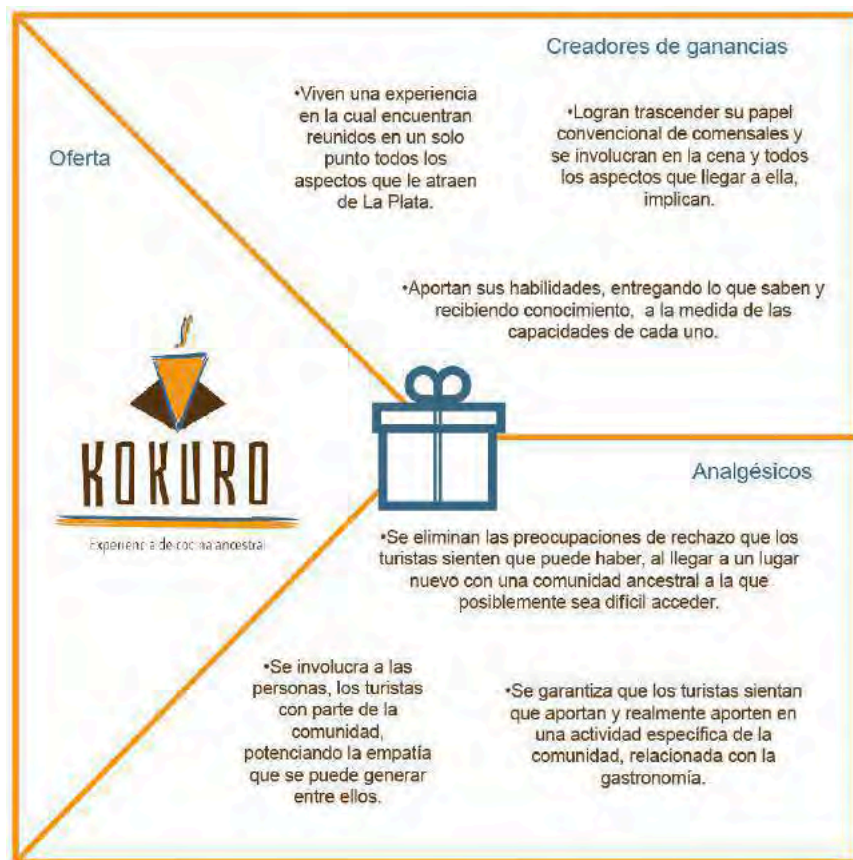 Creadores de ganancias
•Viven una experiencia
en la cual encuentran
reunidos en un solo
punto todos los
aspectos que le atraen
de La Plata.
•Logran trascender su papel
convencional de comensales y
se involucran en la cena y todos
los aspectos que llegar a ella,
implican.
•Aportan sus habilidades, entregando lo que saben y
recibiendo conocimiento, a la medida de las
capacidades de cada uno.
Oferta
KOKURO
Experiencia de cocina ancestral
Analgésicos
•Se eliminan las preocupaciones de rechazo que los
turistas sienten que puede haber, al llegar a un lugar
nuevo con una comunidad ancestral a la que
posiblemente sea difícil acceder.
•Se involucra a las
personas, los turistas
con parte de la
comunidad,
potenciando la empatía
que se puede generar
entre ellos.
•Se garantiza que los turistas sientan
que aportan y realmente aporten en
una actividad específica de la
comunidad, relacionada con la
gastronomía.